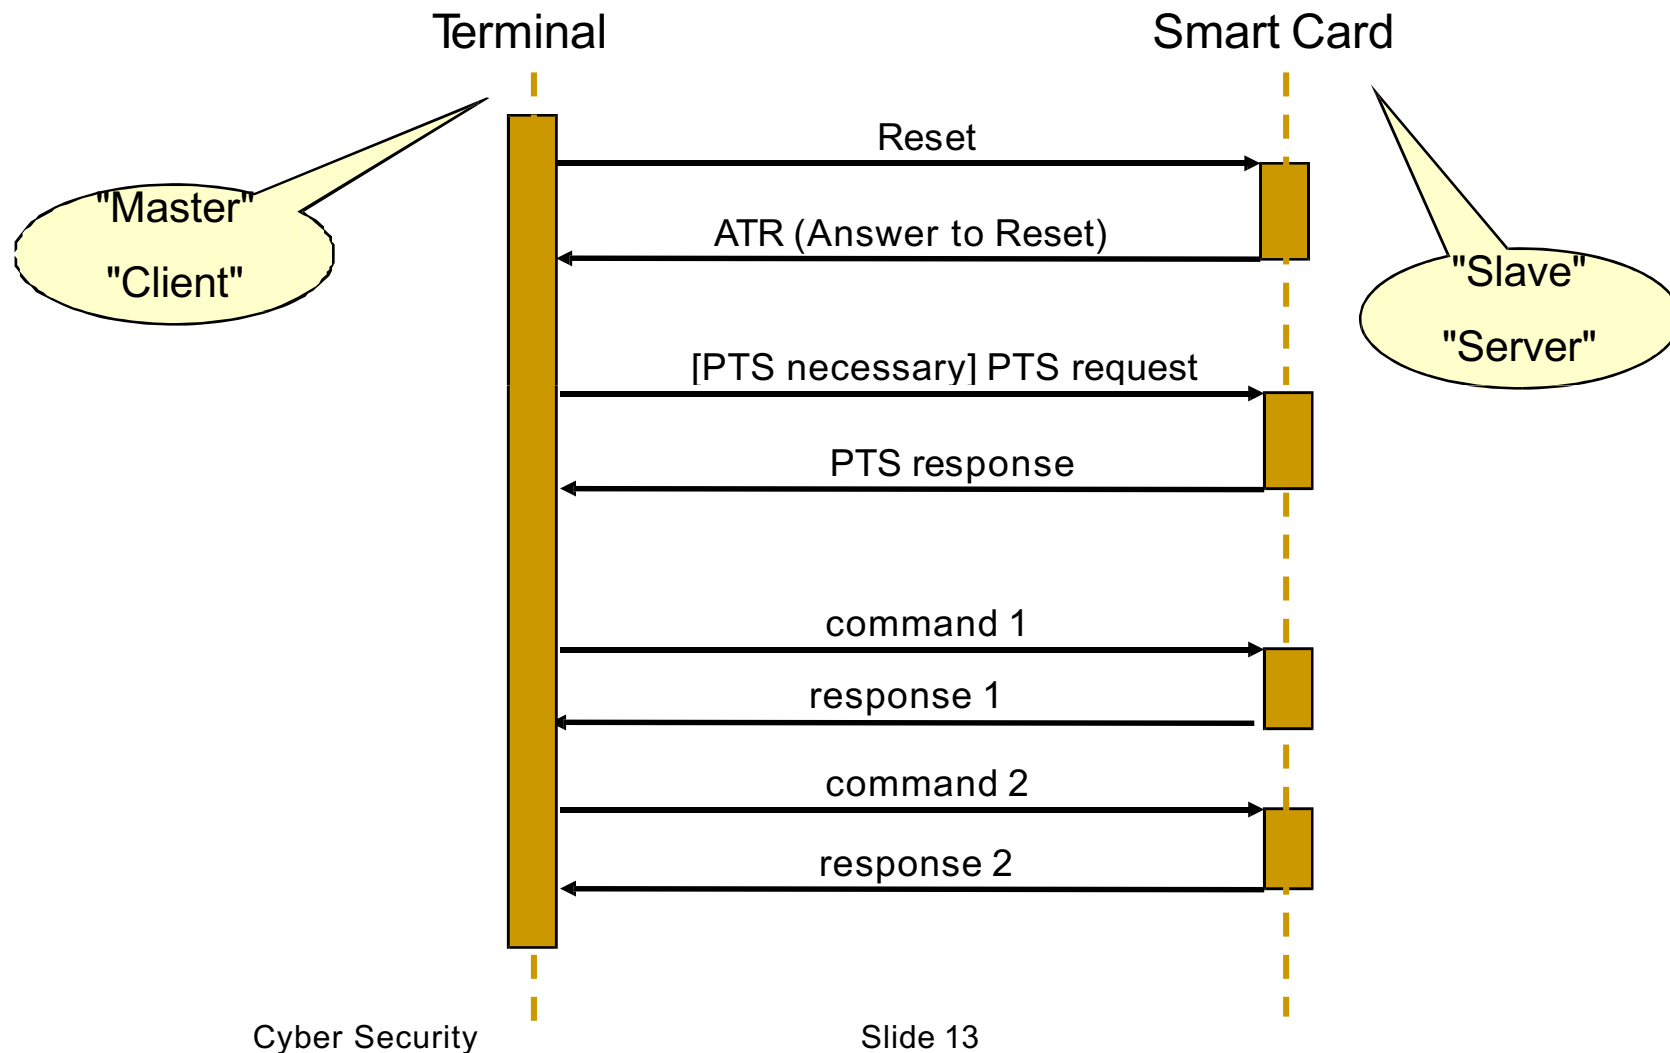 Terminal
Smart Card
Reset
"Master"
"Client"
ATR (Answer to Reset)
"Slave"
"Server"
[PTS necessary] PTS request
PTS response
command 1
response 1
command 2
response 2
Cyber Security
Slide 13